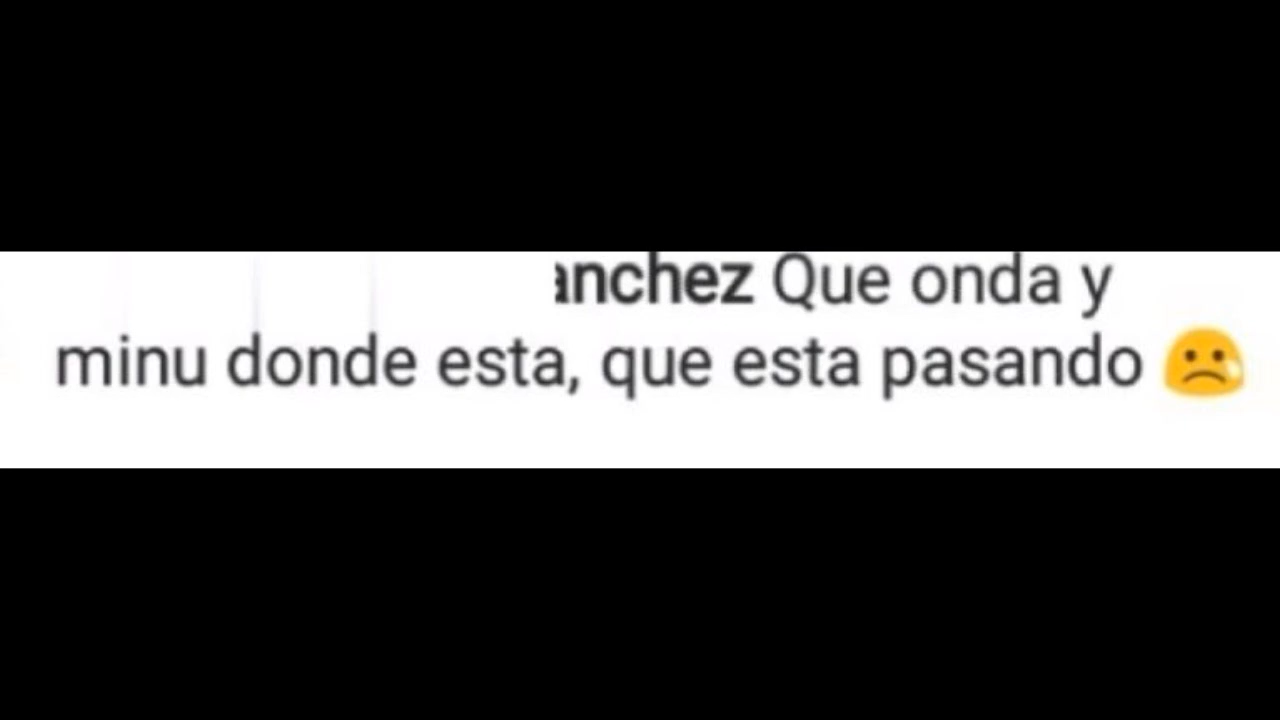 anchez Que onda y
minu donde esta, que esta pasando 😢